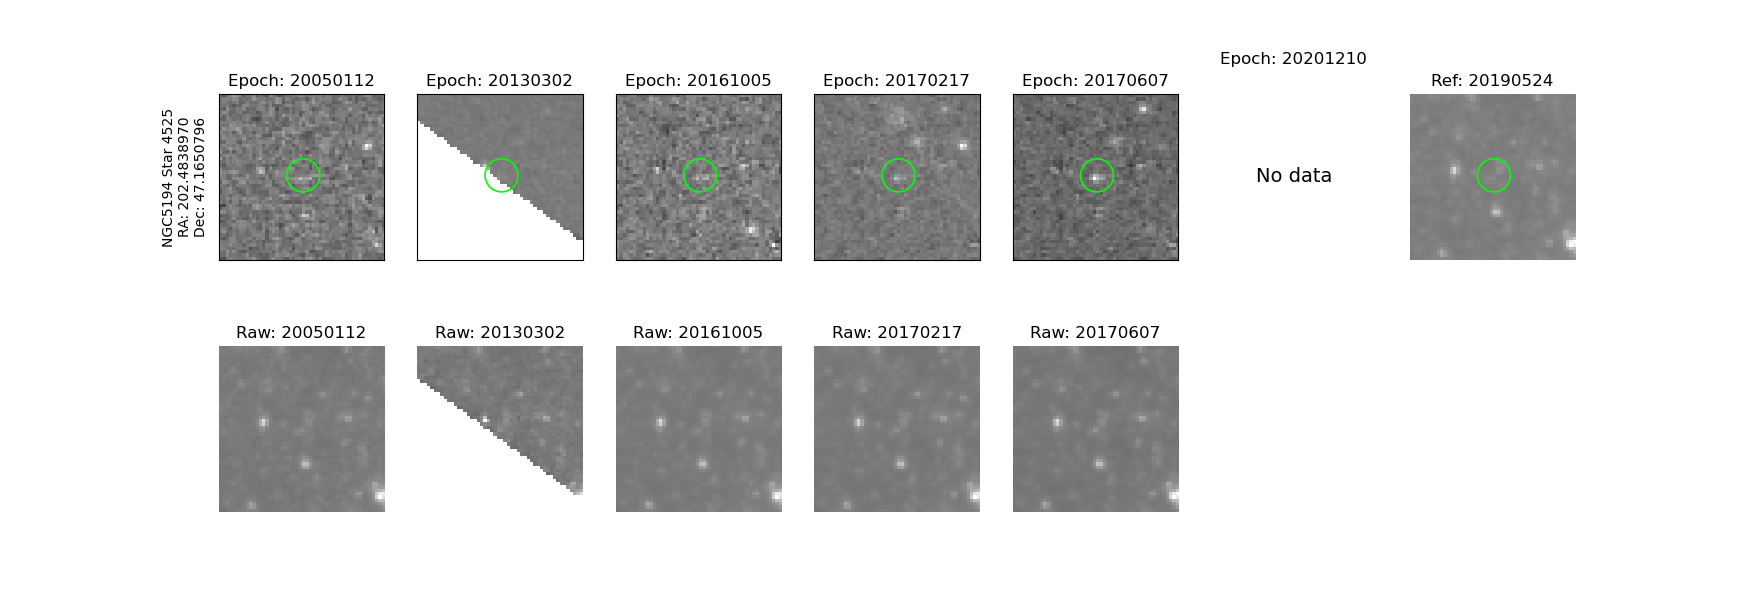 Epoch: 20050112
Epoch: 20130302
Epoch: 20161005
Epoch: 20170217
Epoch: 20170607
Epoch: 20201210
Ref: 20190524
NGC5194 Star 4525
RA: 202.4838970
Dec: 47.1650796
No data
Raw: 20050112
Raw: 20130302
Raw: 20161005
Raw: 20170217
Raw: 20170607